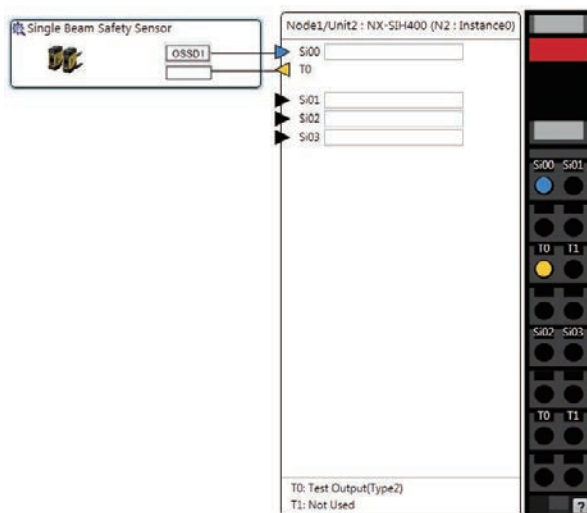 Single Beam Safety Sensor
OSSD1
Node1/Unit2 : NX-SIH400 (N2 : Instance0)
Si00
T0
Si01
Si02
Si03
T0: Test Output(Type2)
T1: Not Used
Si00 Si01
T0 T1
Si02 Si03
T0 T1
?